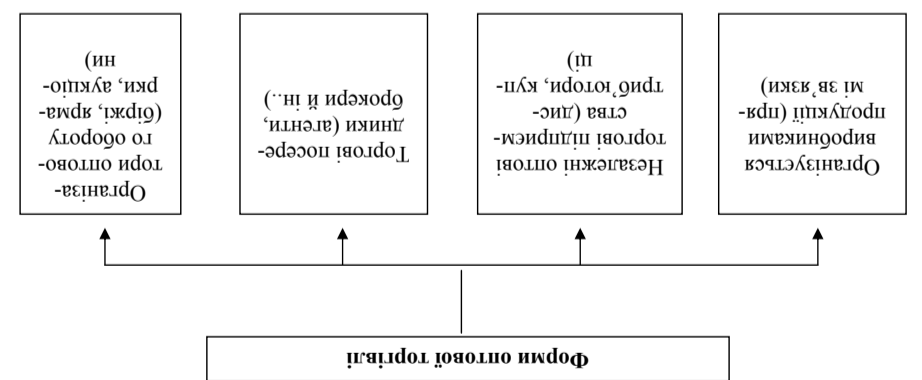 Форми оптової торгівлі
Організується
виробниками
продукції (пря-
мі зв’язки)
Незалежні оптові
торгові підприєм-
ства (дис-
триб’ютори, куп-
ці)
Торгові посере-
дники (агенти,
брокери й ін..)
Організа-
тори оптово-
го обороту
(біржі, ярма-
рки, аукціо-
ни)